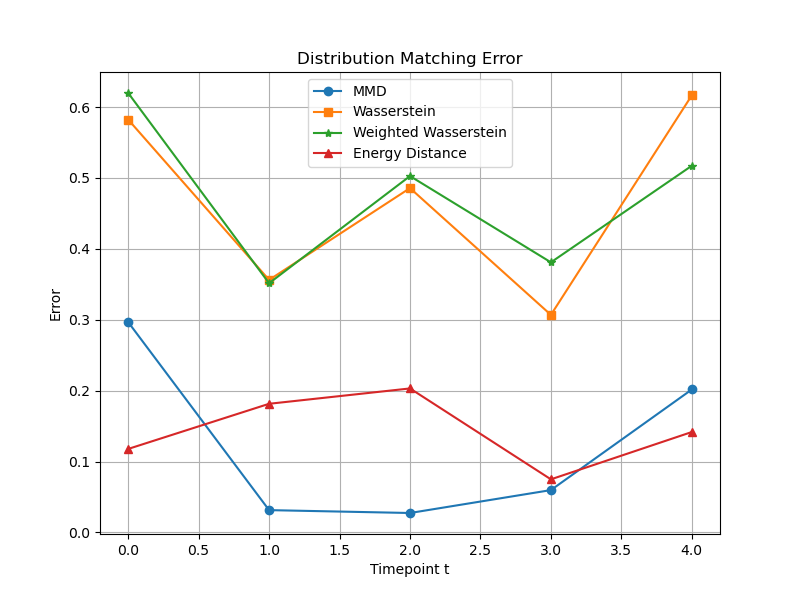 Distribution Matching Error
MMD
Wasserstein
Weighted Wasserstein
Energy Distance
Error
0.6
0.5
0.4
0.3
0.2
0.1
0.0
0.0 0.5 1.0 1.5 2.0 2.5 3.0 3.5 4.0
Timepoint t